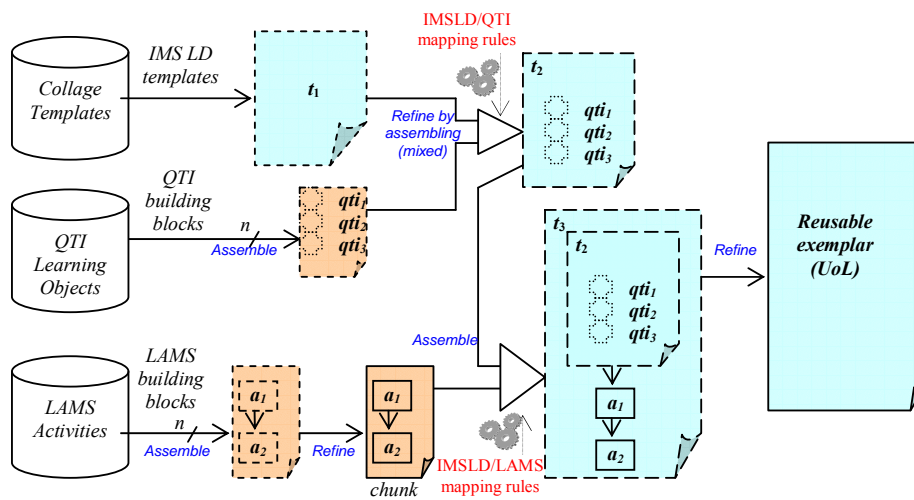 Collage
Templates
IMS LD
templates
t1
IMSLD/QTI
mapping rules
Refine by
assembling
(mixed)
t2
qti1
qti2
qti3
QTI
Learning
Objects
QTI
building
blocks
n
Assemble
qti1
qti2
qti3
t3
t2
qti1
qti2
qti3
a1
a2
Refine
Reusable
exemplar
(UoL)
Assemble
LAMS
Activities
LAMS
building
blocks
n
Assemble
a1
a2
Refine
a1
a2
chunk
IMSLD/LAMS
mapping rules